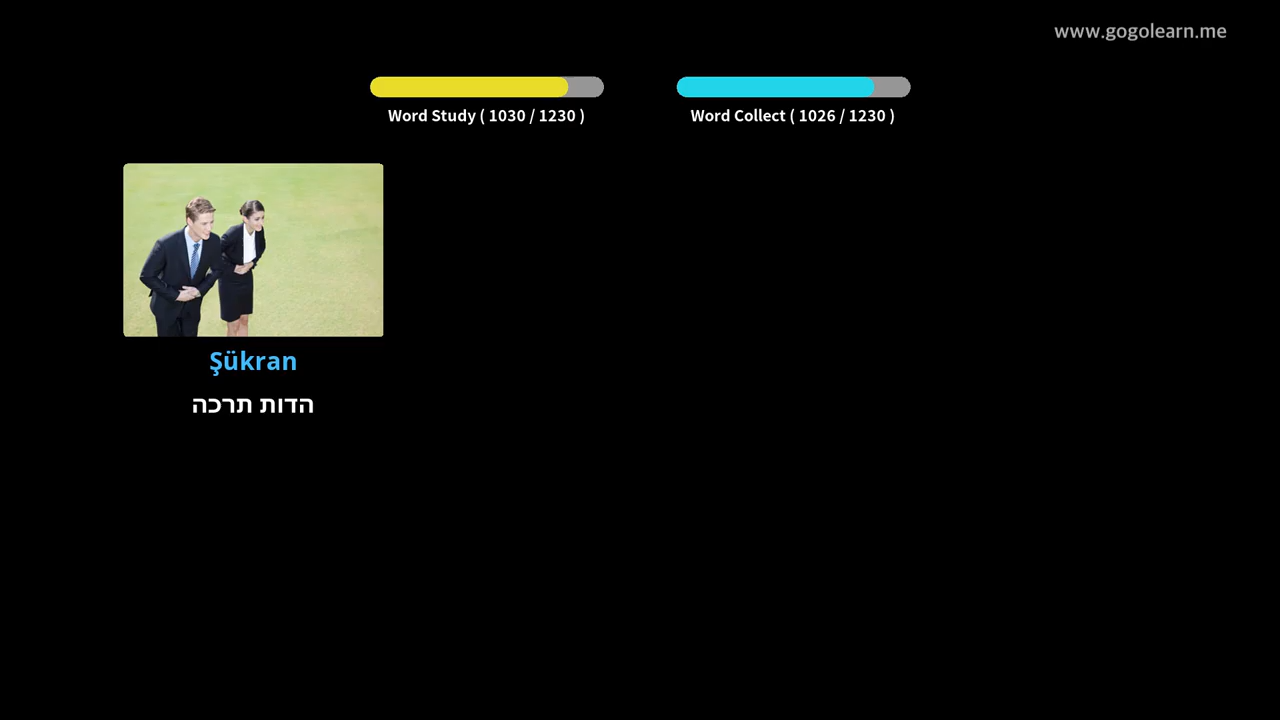 www.gogolearn.me
Word Study ( 1030 / 1230 )
Word Collect ( 1026 / 1230 )
Şükran
הדות תרכה